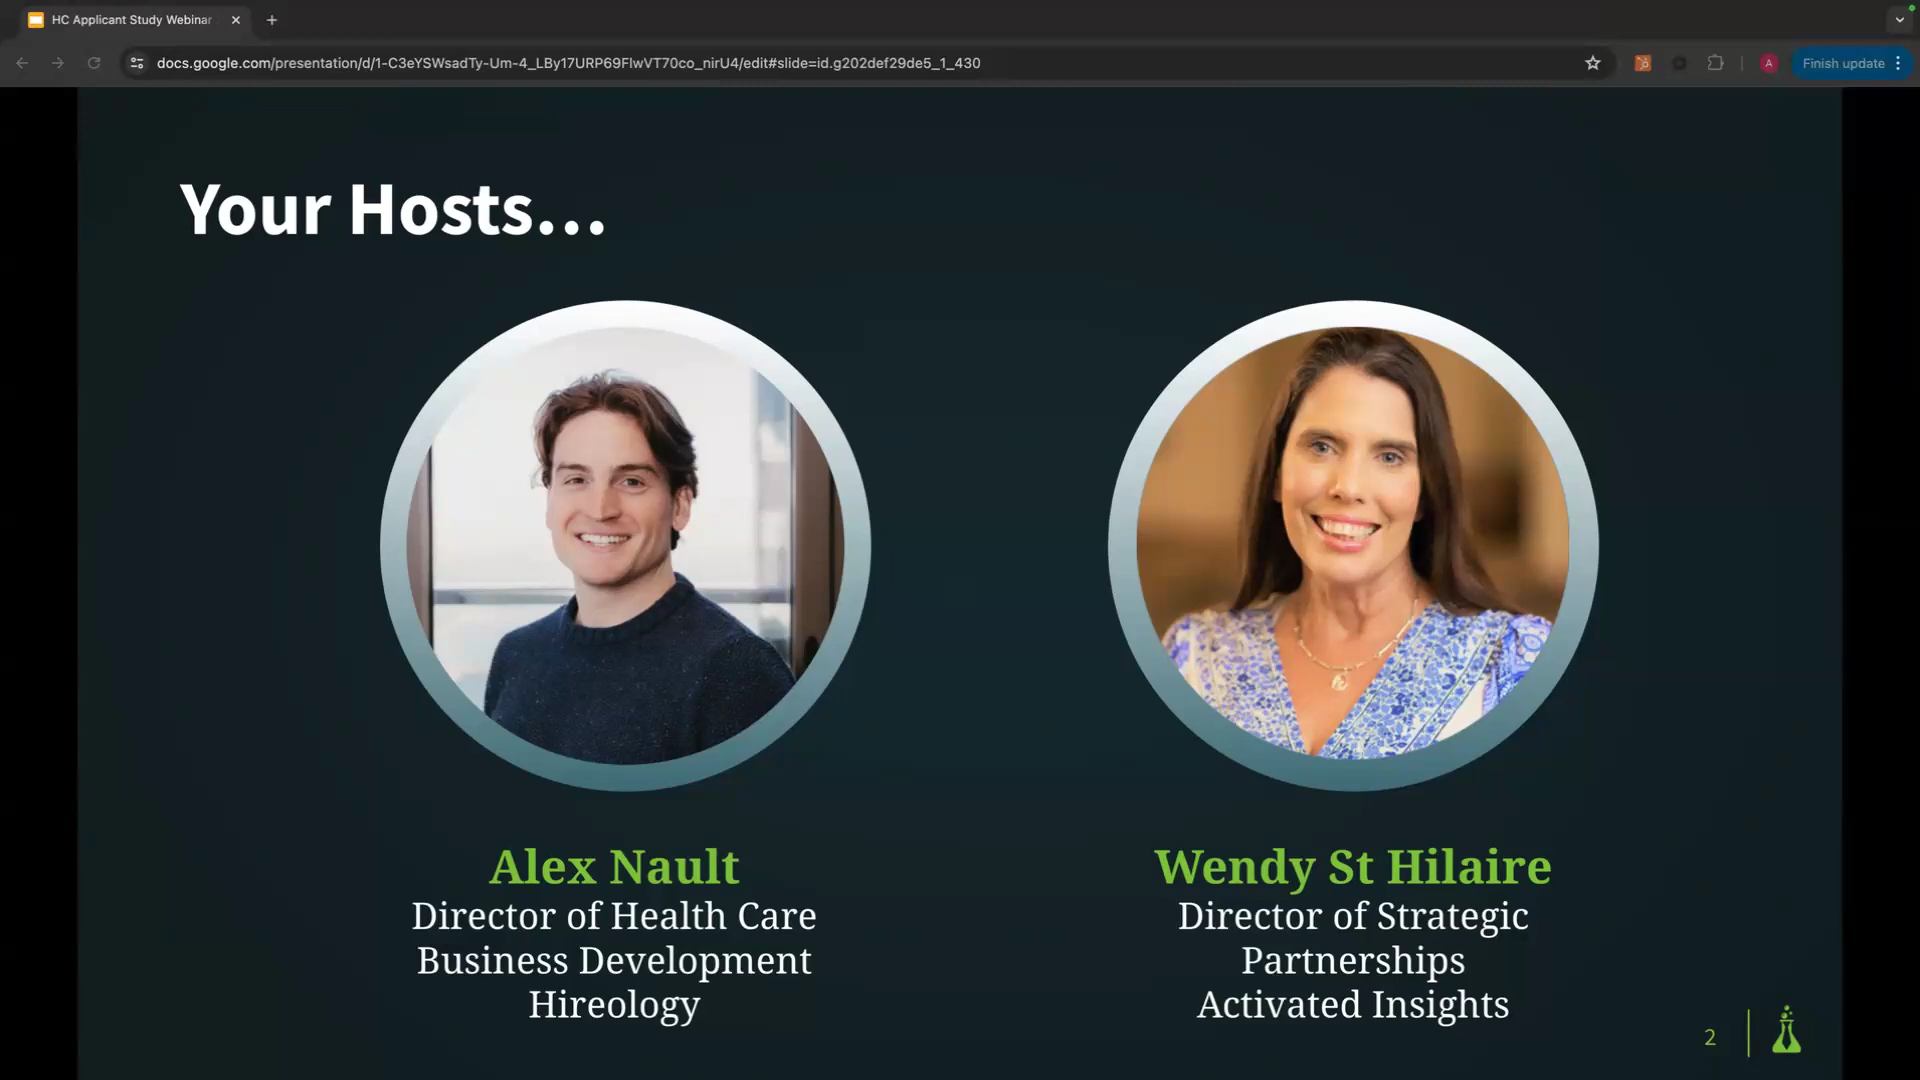 HC Applicant Study Webinar
docs.google.com/presentation/d/1-C3eYSWsadTy-Um-4_LBy17URP69FlwVT70co_nirU4/edit#slide=id.g202def29de5_1_430
A
Finish update
Your Hosts...
Alex Nault
Director of Health Care
Business Development
Hireology
Wendy St Hilaire
Director of Strategic
Partnerships
Activated Insights
2